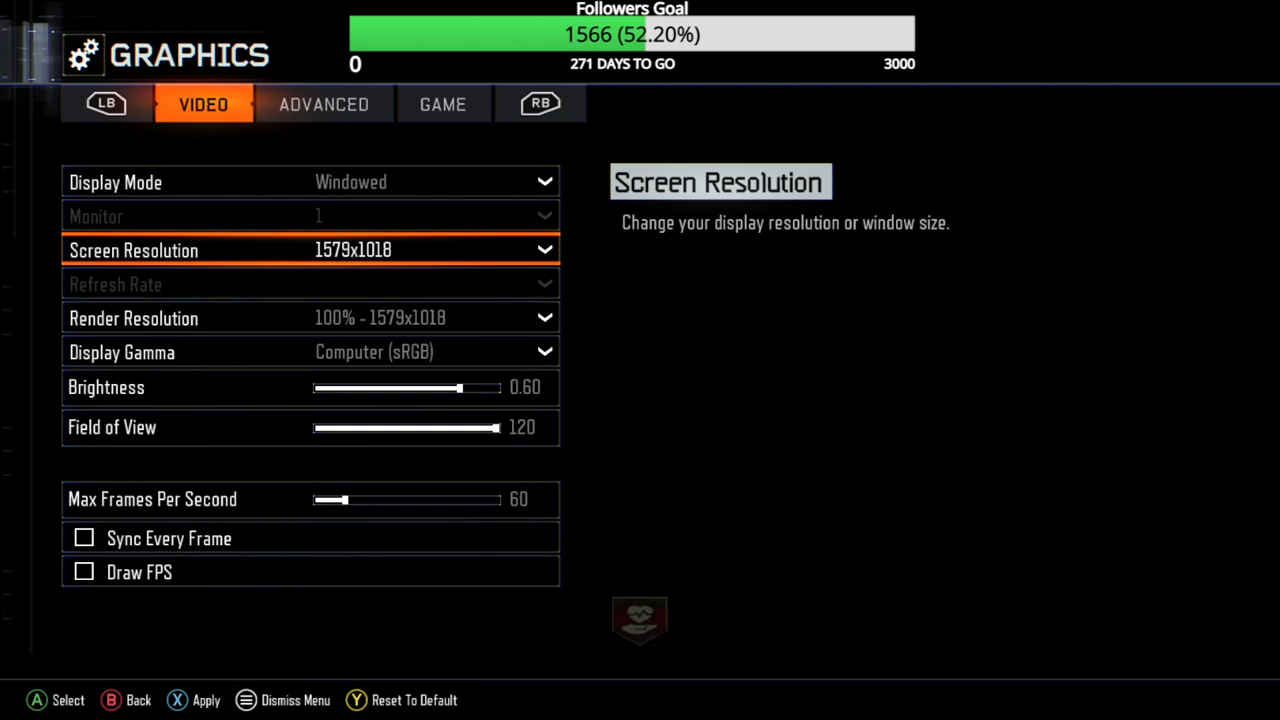 Followers Goal
1566 (52.20%)
0 271 DAYS TO GO 3000
GRAPHICS
LB VIDEO ADVANCED GAME RB
Display Mode Windowed
Monitor 1
Screen Resolution 1579x1018
Refresh Rate
Render Resolution 100% - 1579x1018
Display Gamma Computer (sRGB)
Brightness 0.60
Field of View 120
Max Frames Per Second 60
Sync Every Frame
Draw FPS
Screen Resolution
Change your display resolution or window size.
A Select B Back X Apply Dismiss Menu Y Reset To Default